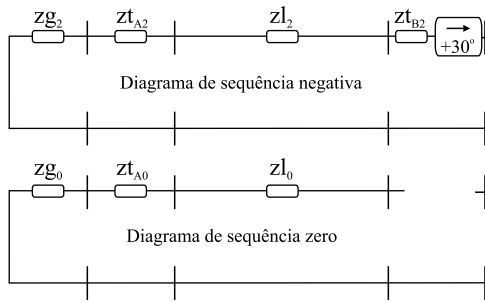 zg₂ zt_A2 zl₂ zt_B2
+30°
Diagrama de sequência negativa
zg₀ zt_A0 zl₀
Diagrama de sequência zero